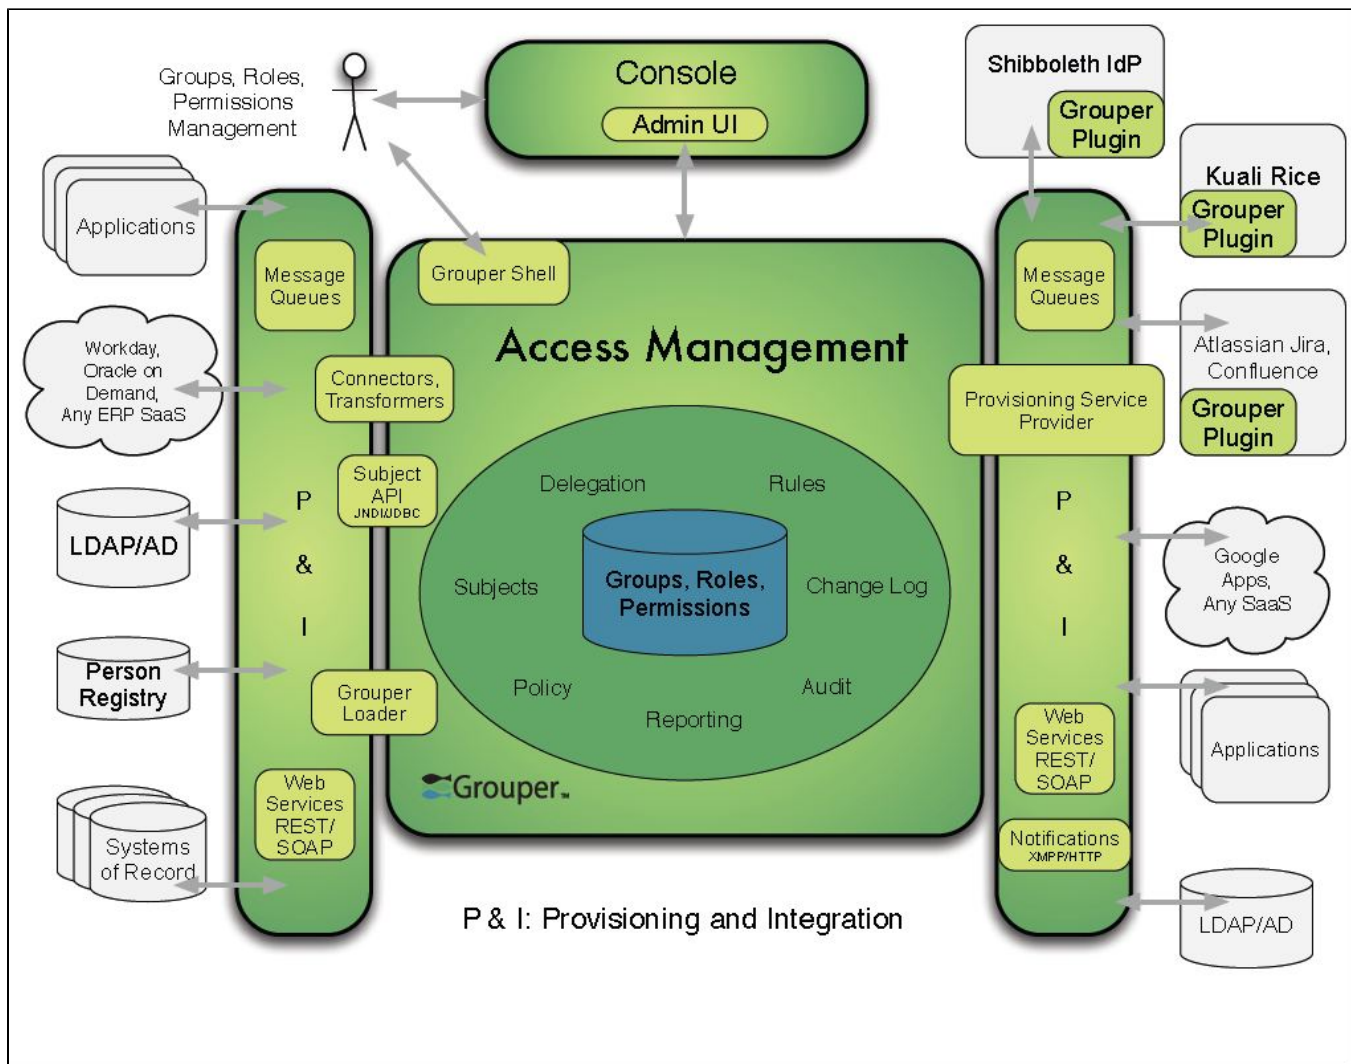 Groups, Roles,
Permissions
Management
Console
Admin UI
Shibboleth IdP
Grouper
Plugin
Kuali Rice
Grouper
Plugin
Applications
Message
Queues
Grouper Shell
Message
Queues
Access Management
Workday,
Oracle on
Demand,
Any ERP SaaS
Connectors,
Transformers
Provisioning Service
Provider
Atlassian Jira,
Confluence
Grouper
Plugin
LDAP/AD
P
&
I
Subject
API
JNDI/JDBC
Delegation
Rules
Subjects
Groups, Roles,
Permissions
Change Log
Policy
Audit
Reporting
P
&
I
Google
Apps,
Any SaaS
Person
Registry
Grouper
Loader
Web
Services
REST/
SOAP
Applications
Systems
of Record
Web
Services
REST/
SOAP
Grouper™
Notifications
XMPP/HTTP
LDAP/AD
P & I: Provisioning and Integration